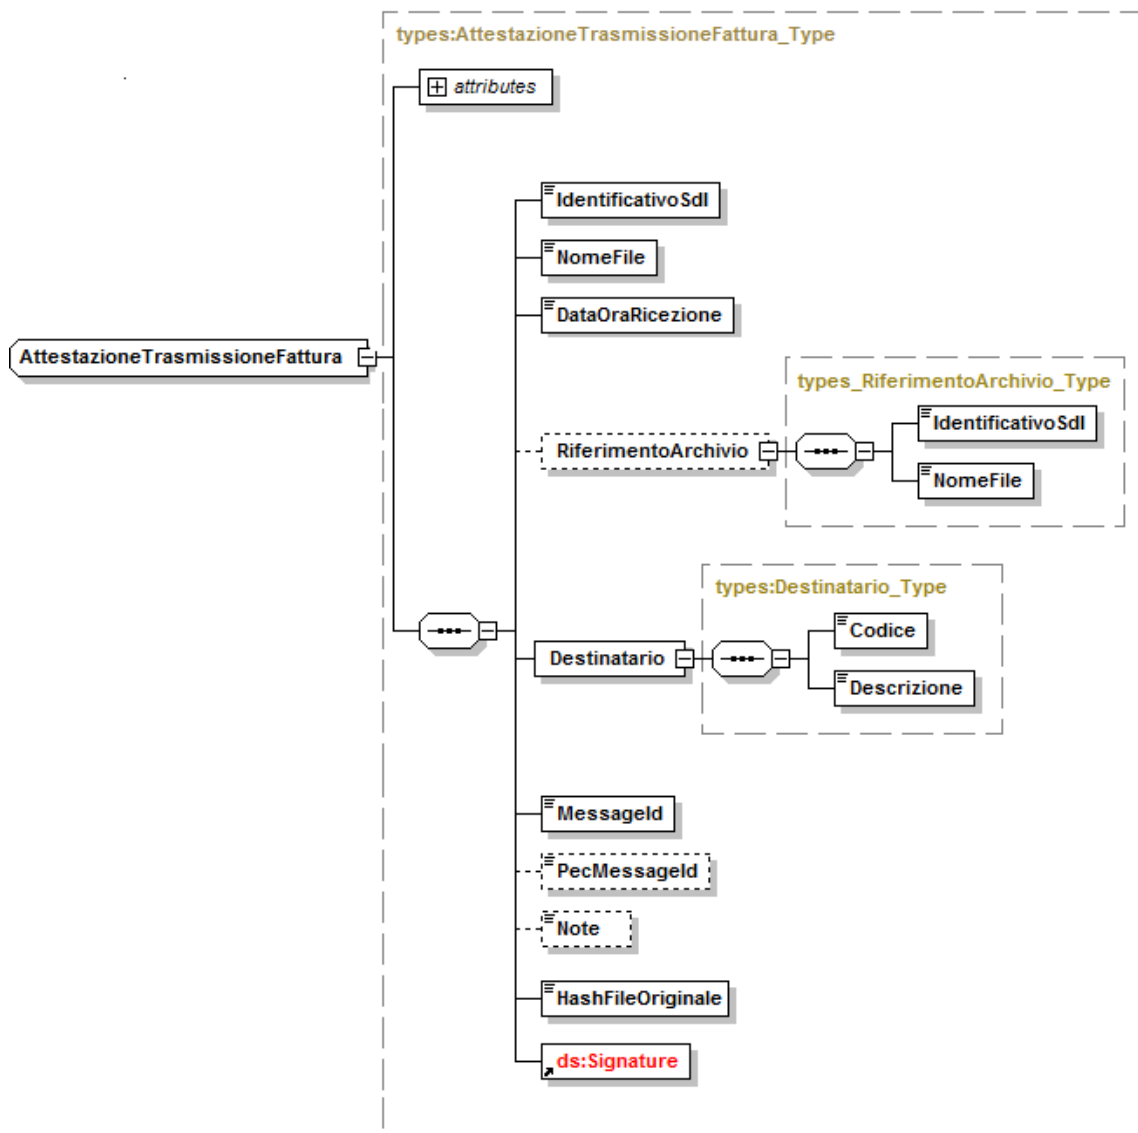 types:AttestazioneTrasmissioneFattura_Type
attributes
IdentificativoSdI
NomeFile
DataOraRicezione
AttestazioneTrasmissioneFattura
types_RiferimentoArchivio_Type
IdentificativoSdI
RiferimentoArchivio
NomeFile
types:Destinatario_Type
Codice
Destinatario
Descrizione
MessageId
PecMessageId
Note
HashFileOriginale
ds:Signature